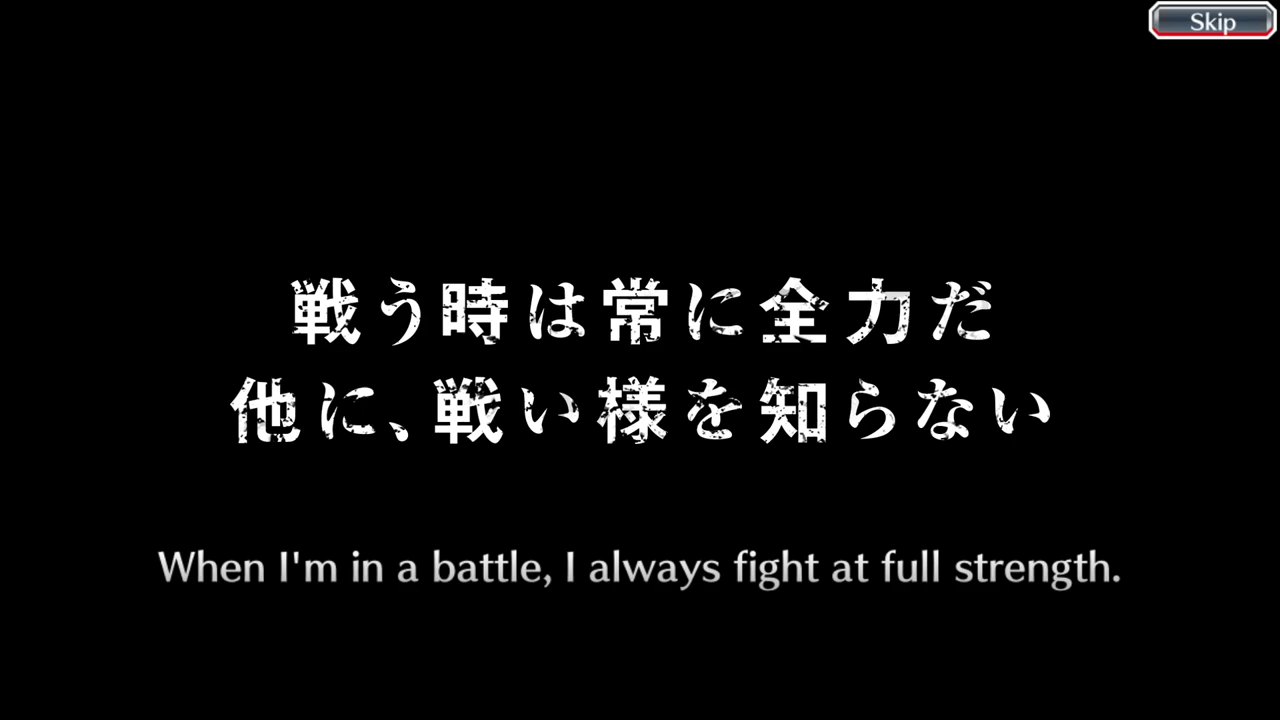 Skip
戦う時は常に全力だ
他に、戦い様を知らない
When I'm in a battle, I always fight at full strength.